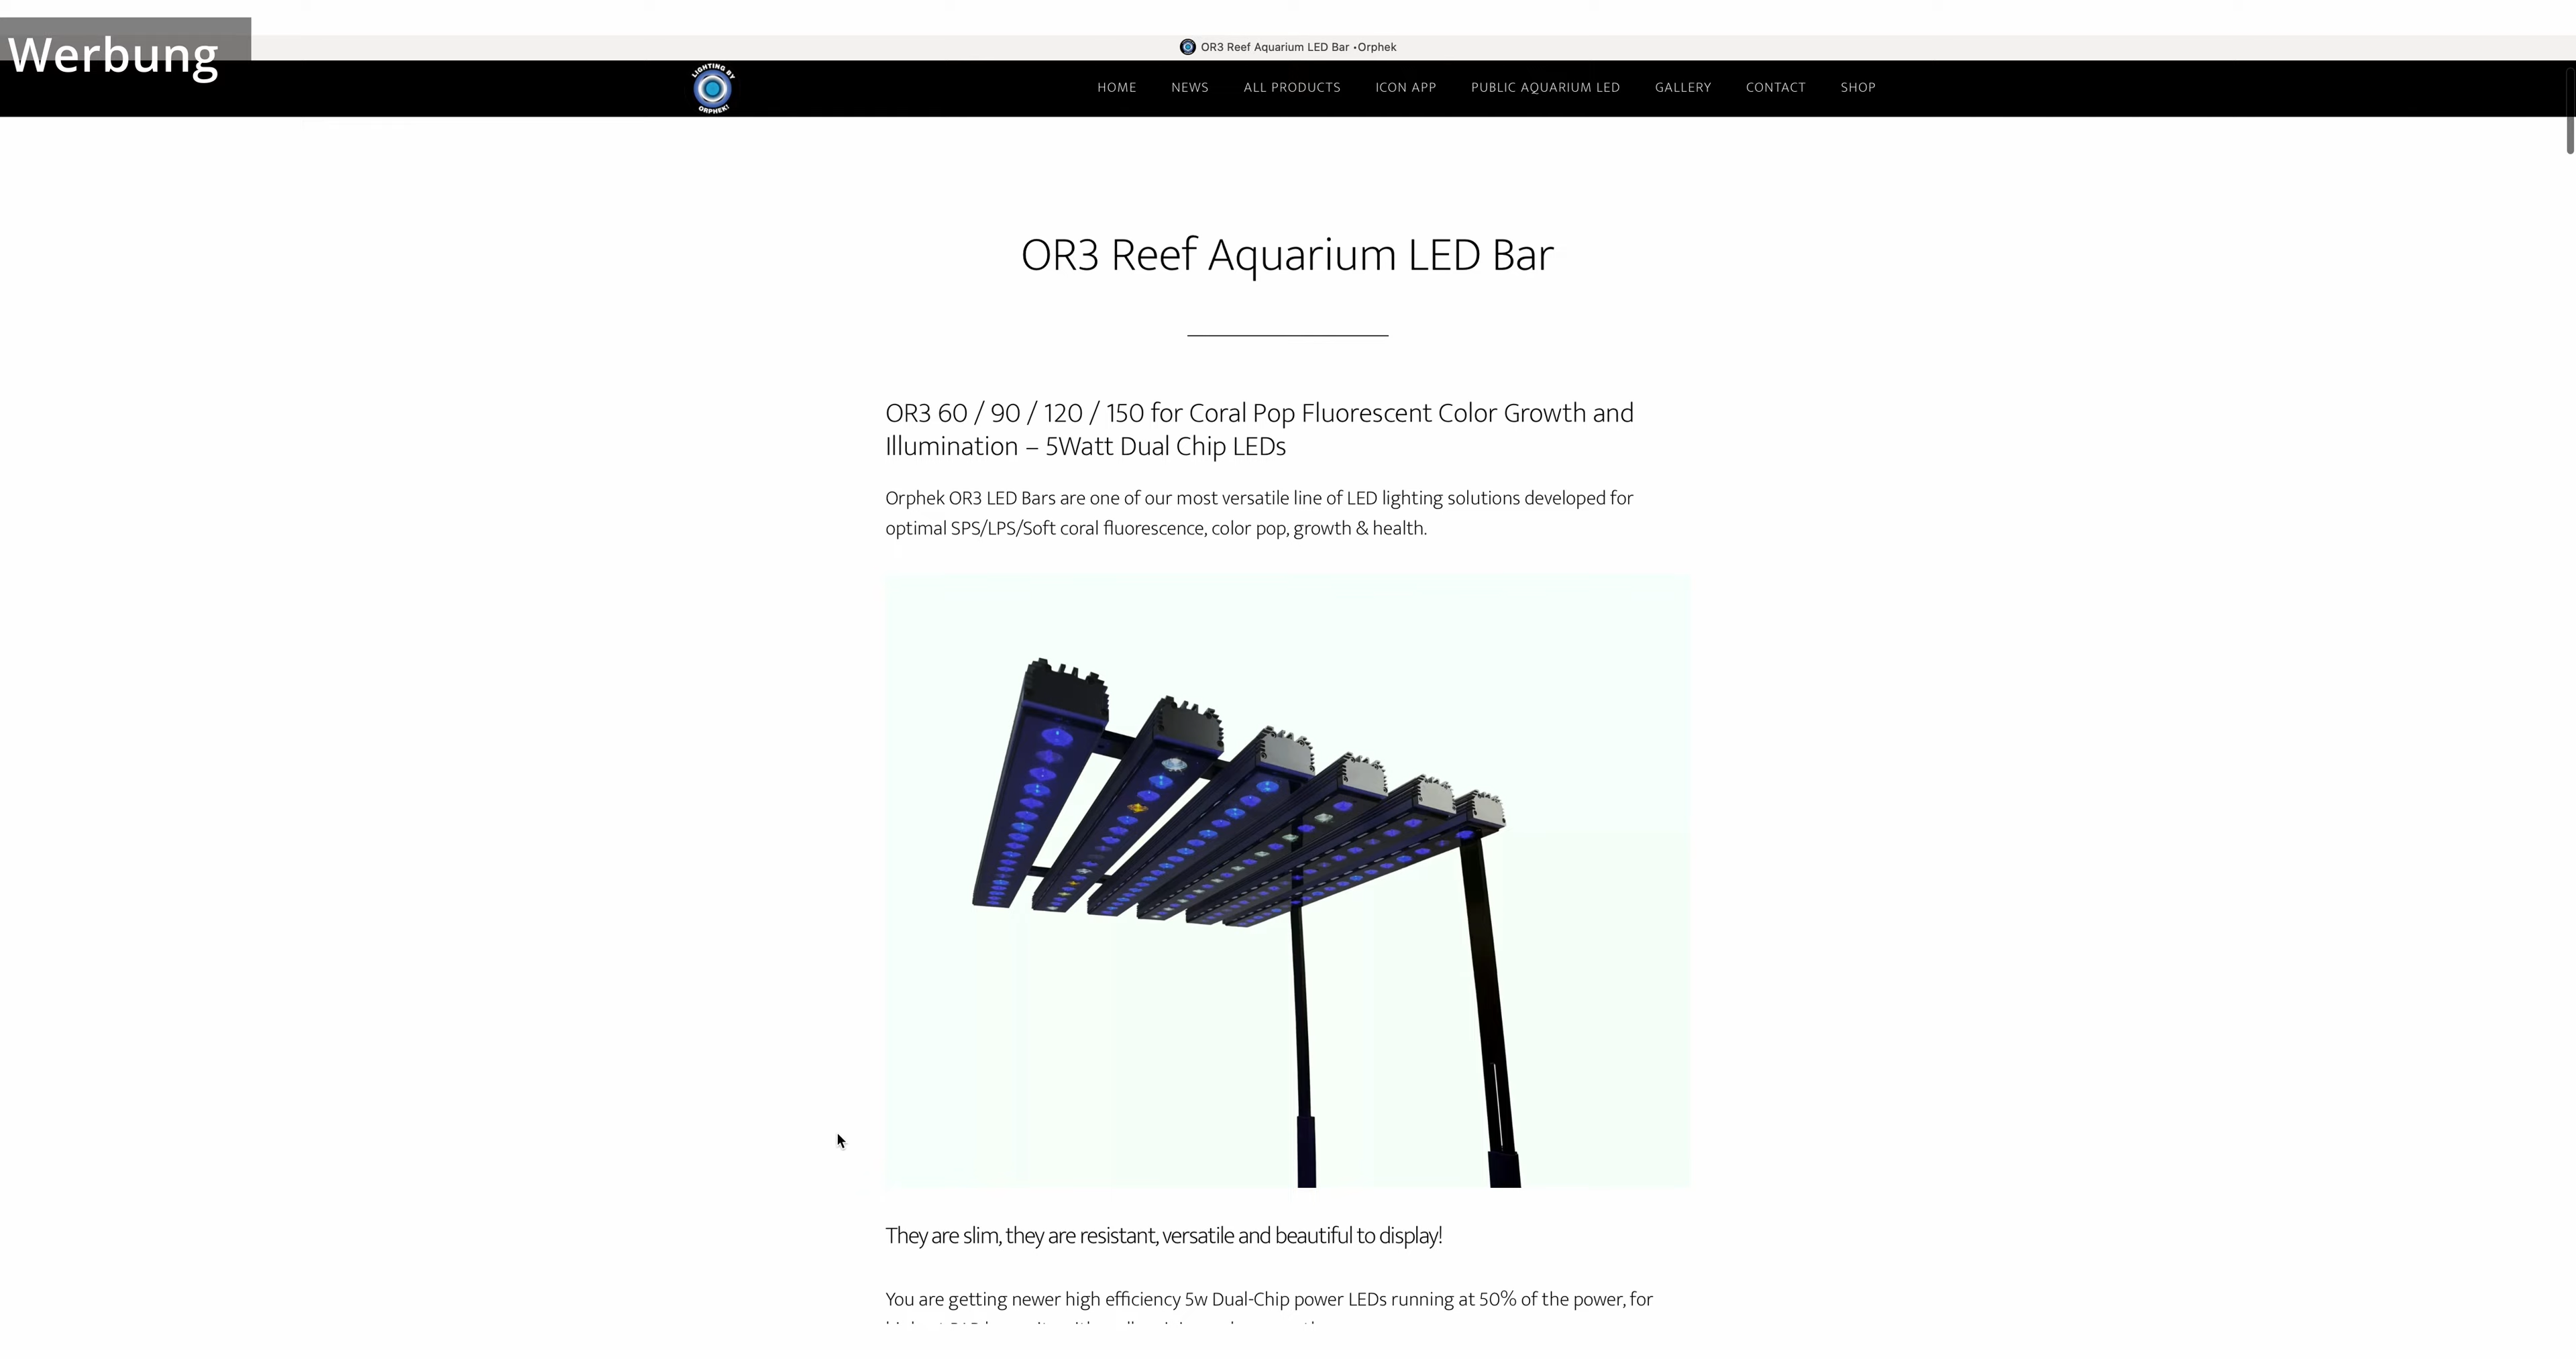 Werbung
OR3 Reef Aquarium LED Bar •Orphek
LIGHTING BY
ORPHEK!
HOME NEWS ALL PRODUCTS ICON APP PUBLIC AQUARIUM LED GALLERY CONTACT SHOP
OR3 Reef Aquarium LED Bar
OR3 60 / 90 / 120 / 150 for Coral Pop Fluorescent Color Growth and
Illumination – 5Watt Dual Chip LEDs
Orphek OR3 LED Bars are one of our most versatile line of LED lighting solutions developed for
optimal SPS/LPS/Soft coral fluorescence, color pop, growth & health.
They are slim, they are resistant, versatile and beautiful to display!
You are getting newer high efficiency 5w Dual-Chip power LEDs running at 50% of the power, for